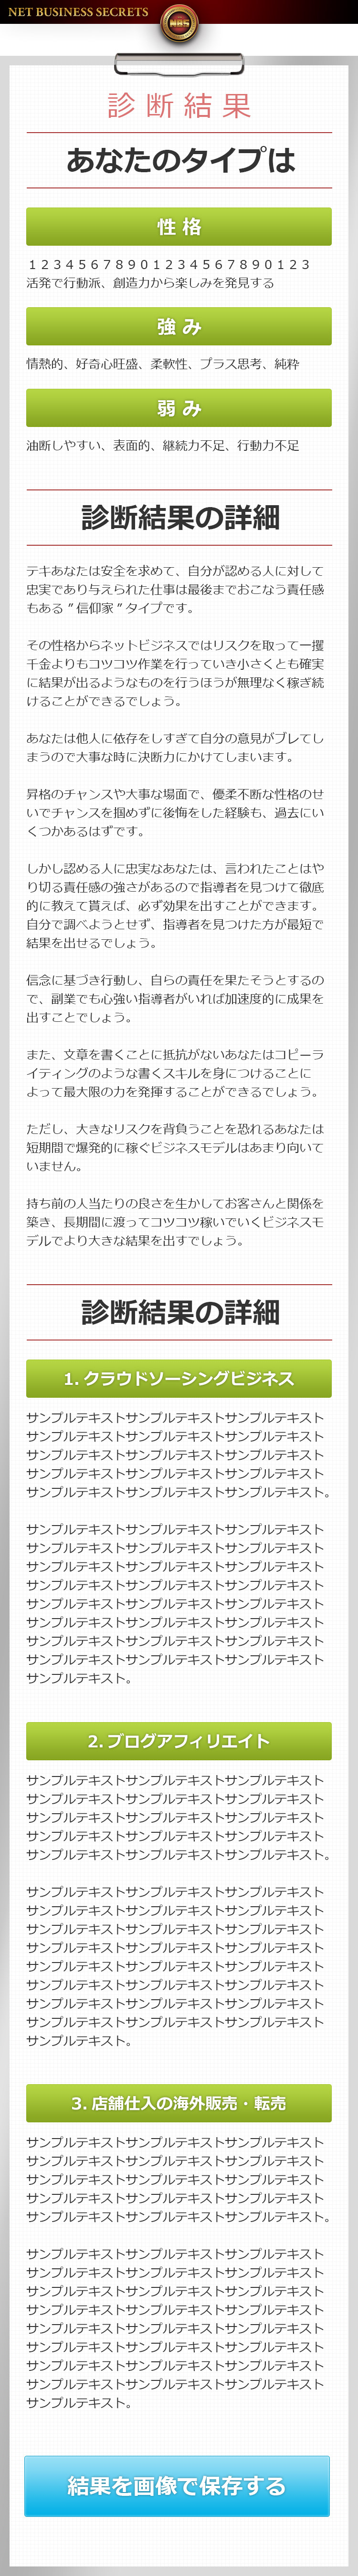 NET BUSINESS SECRETS
NBS
診断結果
あなたのタイプは
性格
１２３４５６７８９０１２３４５６７８９０１２３
活発で行動派、創造力から楽しみを発見する
強み
情熱的、好奇心旺盛、柔軟性、プラス思考、純粋
弱み
油断しやすい、表面的、継続力不足、行動力不足
診断結果の詳細
テキあなたは安全を求めて、自分が認める人に対して
忠実であり与えられた仕事は最後までおこなう責任感
もある”信仰家”タイプです。
その性格からネットビジネスではリスクを取って一攫
千金よりもコツコツ作業を行っていき小さくとも確実
に結果が出るようなものを行うほうが無理なく稼ぎ続
けることができるでしょう。
あなたは他人に依存をしすぎて自分の意見がブレてし
まうので大事な時に決断力にかけてしまいます。
昇格のチャンスや大事な場面で、優柔不断な性格のせ
いでチャンスを掴めずに後悔をした経験も、過去にい
くつかあるはずです。
しかし認める人に忠実なあなたは、言われたことはや
り切る責任感の強さがあるので指導者を見つけて徹底
的に教えて貰えば、必ず効果を出すことができます。
自分で調べようとせず、指導者を見つけた方が最短で
結果を出せるでしょう。
信念に基づき行動し、自らの責任を果たそうとするの
で、副業でも心強い指導者がいれば加速度的に成果を
出すことでしょう。
また、文章を書くことに抵抗がないあなたはコピーラ
イティングのような書くスキルを身につけることに
よって最大限の力を発揮することができるでしょう。
ただし、大きなリスクを背負うことを恐れるあなたは
短期間で爆発的に稼ぐビジネスモデルはあまり向いて
いません。
持ち前の人当たりの良さを生かしてお客さんと関係を
築き、長期間に渡ってコツコツ稼いでいくビジネスモ
デルでより大きな結果を出すでしょう。
診断結果の詳細
1. クラウドソーシングビジネス
サンプルテキストサンプルテキストサンプルテキスト
サンプルテキストサンプルテキストサンプルテキスト
サンプルテキストサンプルテキストサンプルテキスト
サンプルテキストサンプルテキストサンプルテキスト
サンプルテキストサンプルテキストサンプルテキスト。
サンプルテキストサンプルテキストサンプルテキスト
サンプルテキストサンプルテキストサンプルテキスト
サンプルテキストサンプルテキストサンプルテキスト
サンプルテキストサンプルテキストサンプルテキスト
サンプルテキストサンプルテキストサンプルテキスト
サンプルテキストサンプルテキストサンプルテキスト
サンプルテキストサンプルテキストサンプルテキスト
サンプルテキストサンプルテキストサンプルテキスト
サンプルテキスト。
2. ブログアフィリエイト
サンプルテキストサンプルテキストサンプルテキスト
サンプルテキストサンプルテキストサンプルテキスト
サンプルテキストサンプルテキストサンプルテキスト
サンプルテキストサンプルテキストサンプルテキスト
サンプルテキストサンプルテキストサンプルテキスト。
サンプルテキストサンプルテキストサンプルテキスト
サンプルテキストサンプルテキストサンプルテキスト
サンプルテキストサンプルテキストサンプルテキスト
サンプルテキストサンプルテキストサンプルテキスト
サンプルテキストサンプルテキストサンプルテキスト
サンプルテキストサンプルテキストサンプルテキスト
サンプルテキストサンプルテキストサンプルテキスト
サンプルテキストサンプルテキストサンプルテキスト
サンプルテキスト。
3. 店舗仕入の海外販売・転売
サンプルテキストサンプルテキストサンプルテキスト
サンプルテキストサンプルテキストサンプルテキスト
サンプルテキストサンプルテキストサンプルテキスト
サンプルテキストサンプルテキストサンプルテキスト
サンプルテキストサンプルテキストサンプルテキスト。
サンプルテキストサンプルテキストサンプルテキスト
サンプルテキストサンプルテキストサンプルテキスト
サンプルテキストサンプルテキストサンプルテキスト
サンプルテキストサンプルテキストサンプルテキスト
サンプルテキストサンプルテキストサンプルテキスト
サンプルテキストサンプルテキストサンプルテキスト
サンプルテキストサンプルテキストサンプルテキスト
サンプルテキストサンプルテキストサンプルテキスト
サンプルテキスト。
結果を画像で保存する